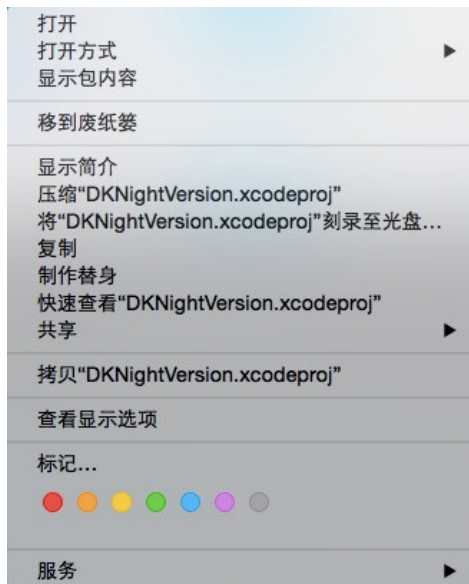 打开
打开方式
显示包内容
移到废纸篓
显示简介
压缩“DKNightVersion.xcodeproj”
将“DKNightVersion.xcodeproj”刻录至光盘...
复制
制作替身
快速查看“DKNightVersion.xcodeproj”
共享
拷贝“DKNightVersion.xcodeproj”
查看显示选项
标记...
服务